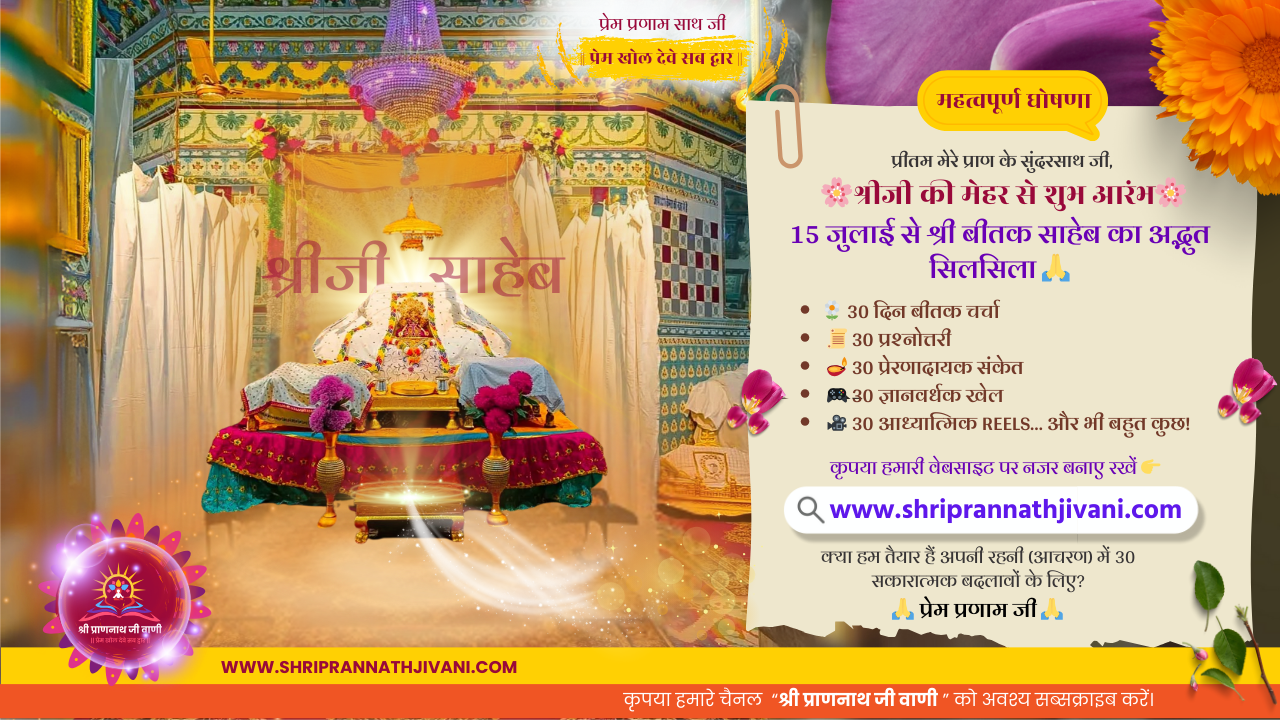 प्रेम प्रणाम साथ जी
॥ प्रेम खोल देवे सब द्वार ॥
महत्वपूर्ण घोषणा
प्रीतम मेरे प्राण के सुंदरसाथ जी,
🌸श्रीजी की मेहर से शुभ आरंभ🌸
15 जुलाई से श्री बीतक साहेब का अद्भुत
सिलसिला🙏
श्रीजी साहेब
• 🌼 30 दिन बीतक चर्चा
• 📜 30 प्रश्नोत्तरी
• 🪔 30 प्रेरणादायक संकेत
• 🎮 30 ज्ञानवर्धक खेल
• 🎥 30 आध्यात्मिक REELS... और भी बहुत कुछ!
कृपया हमारी वेबसाइट पर नजर बनाए रखें👉
www.shriprannathjivani.com
क्या हम तैयार हैं अपनी रहनी (आचरण) में 30
सकारात्मक बदलावों के लिए?
🙏 प्रेम प्रणाम जी🙏
श्री प्राणनाथ जी वाणी
॥ प्रेम खोल देवे सब द्वार ॥
WWW.SHRIPRANNATHJIVANI.COM
कृपया हमारे चैनल “श्री प्राणनाथ जी वाणी ” को अवश्य सब्सक्राइब करें।